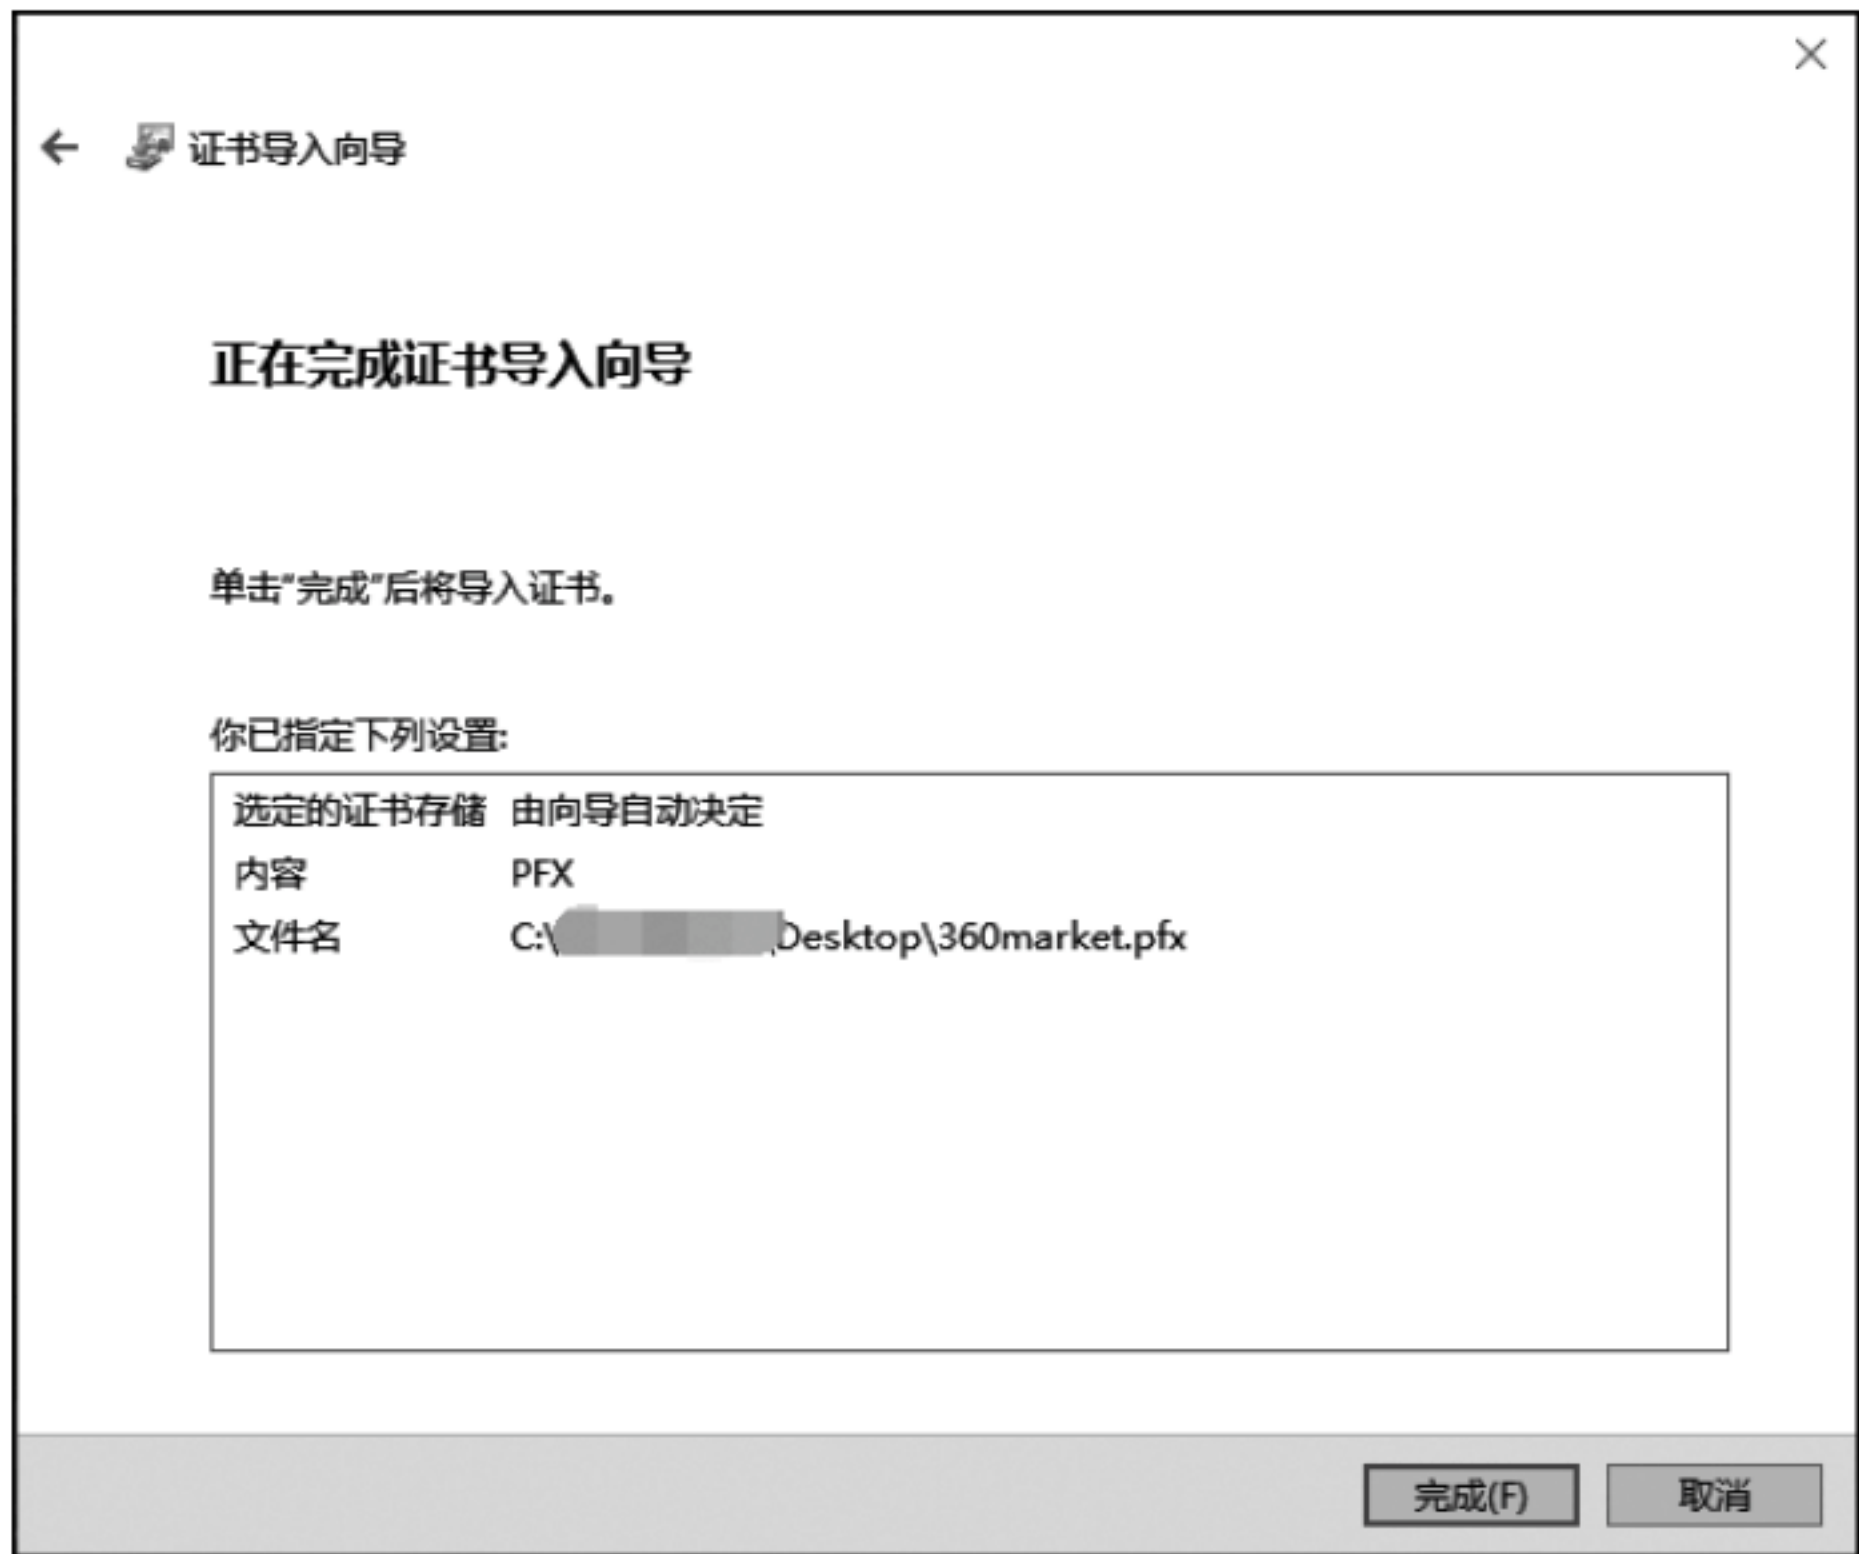 证书导入向导
正在完成证书导入向导
单击“完成”后将导入证书。
你已指定下列设置:
选定的证书存储 由向导自动决定
内容 PFX
文件名 C:\ Desktop\360market.pfx
完成(F) 取消